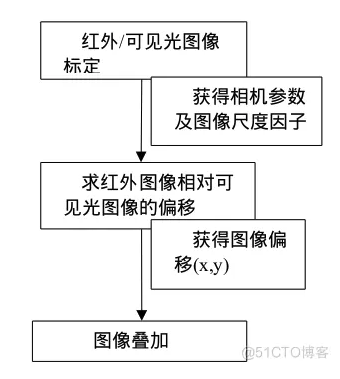 红外/可见光图像
标定
获得相机参数
及图像尺度因子
求红外图像相对可
见光图像的偏移
获得图像偏
移(x,y)
图像叠加
@51CTO博客